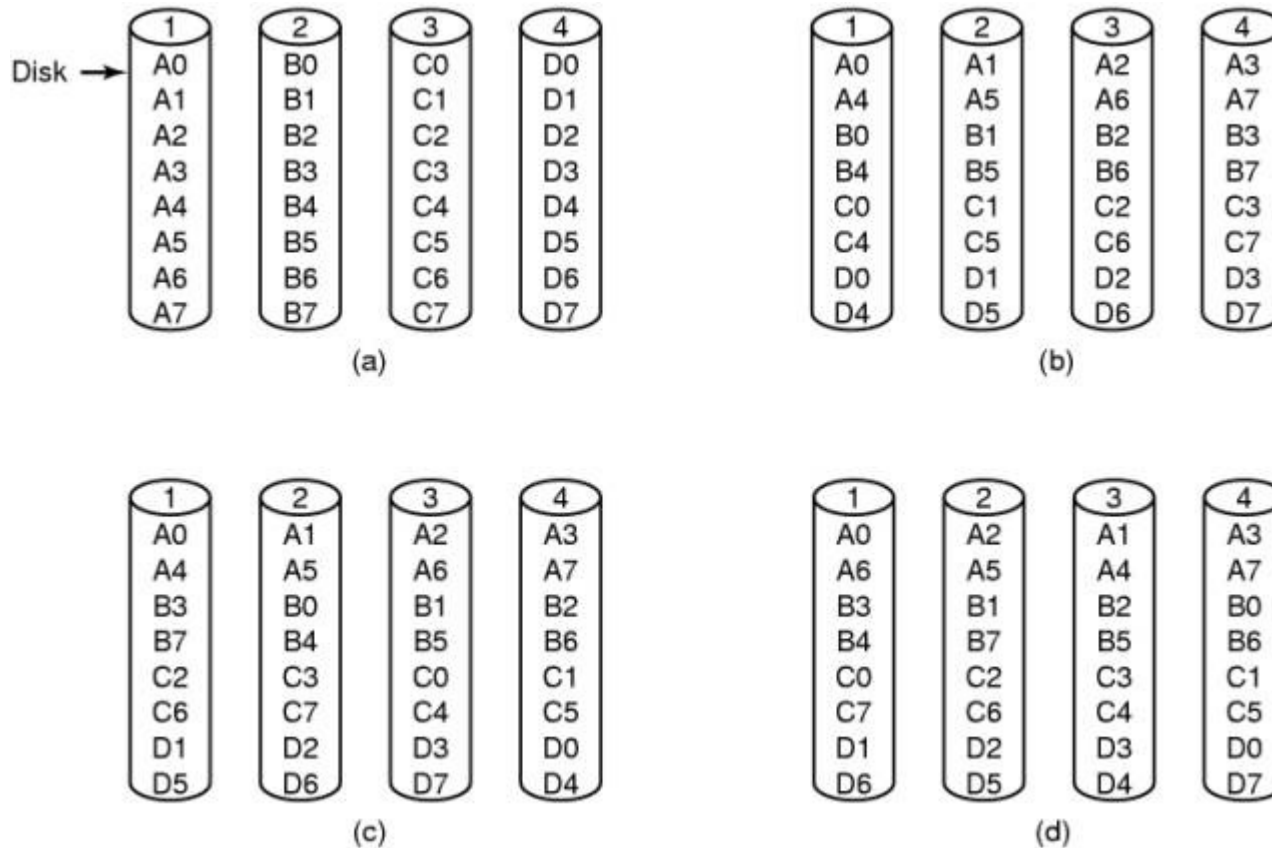 1 2 3 4 1 2 3 4
Disk A0 B0 C0 D0 A0 A1 A2 A3
A1 B1 C1 D1 A4 A5 A6 A7
A2 B2 C2 D2 B0 B1 B2 B3
A3 B3 C3 D3 B4 B5 B6 B7
A4 B4 C4 D4 C0 C1 C2 C3
A5 B5 C5 D5 C4 C5 C6 C7
A6 B6 C6 D6 D0 D1 D2 D3
A7 B7 C7 D7 D4 D5 D6 D7
(a) (b)
1 2 3 4 1 2 3 4
A0 A1 A2 A3 A0 A2 A1 A3
A4 A5 A6 A7 A6 A5 A4 A7
B3 B0 B1 B2 B3 B1 B2 B0
B7 B4 B5 B6 B4 B7 B5 B6
C2 C3 C0 C1 C0 C2 C3 C1
C6 C7 C4 C5 C7 C6 C4 C5
D1 D2 D3 D0 D1 D2 D3 D0
D5 D6 D7 D4 D6 D5 D4 D7
(c) (d)